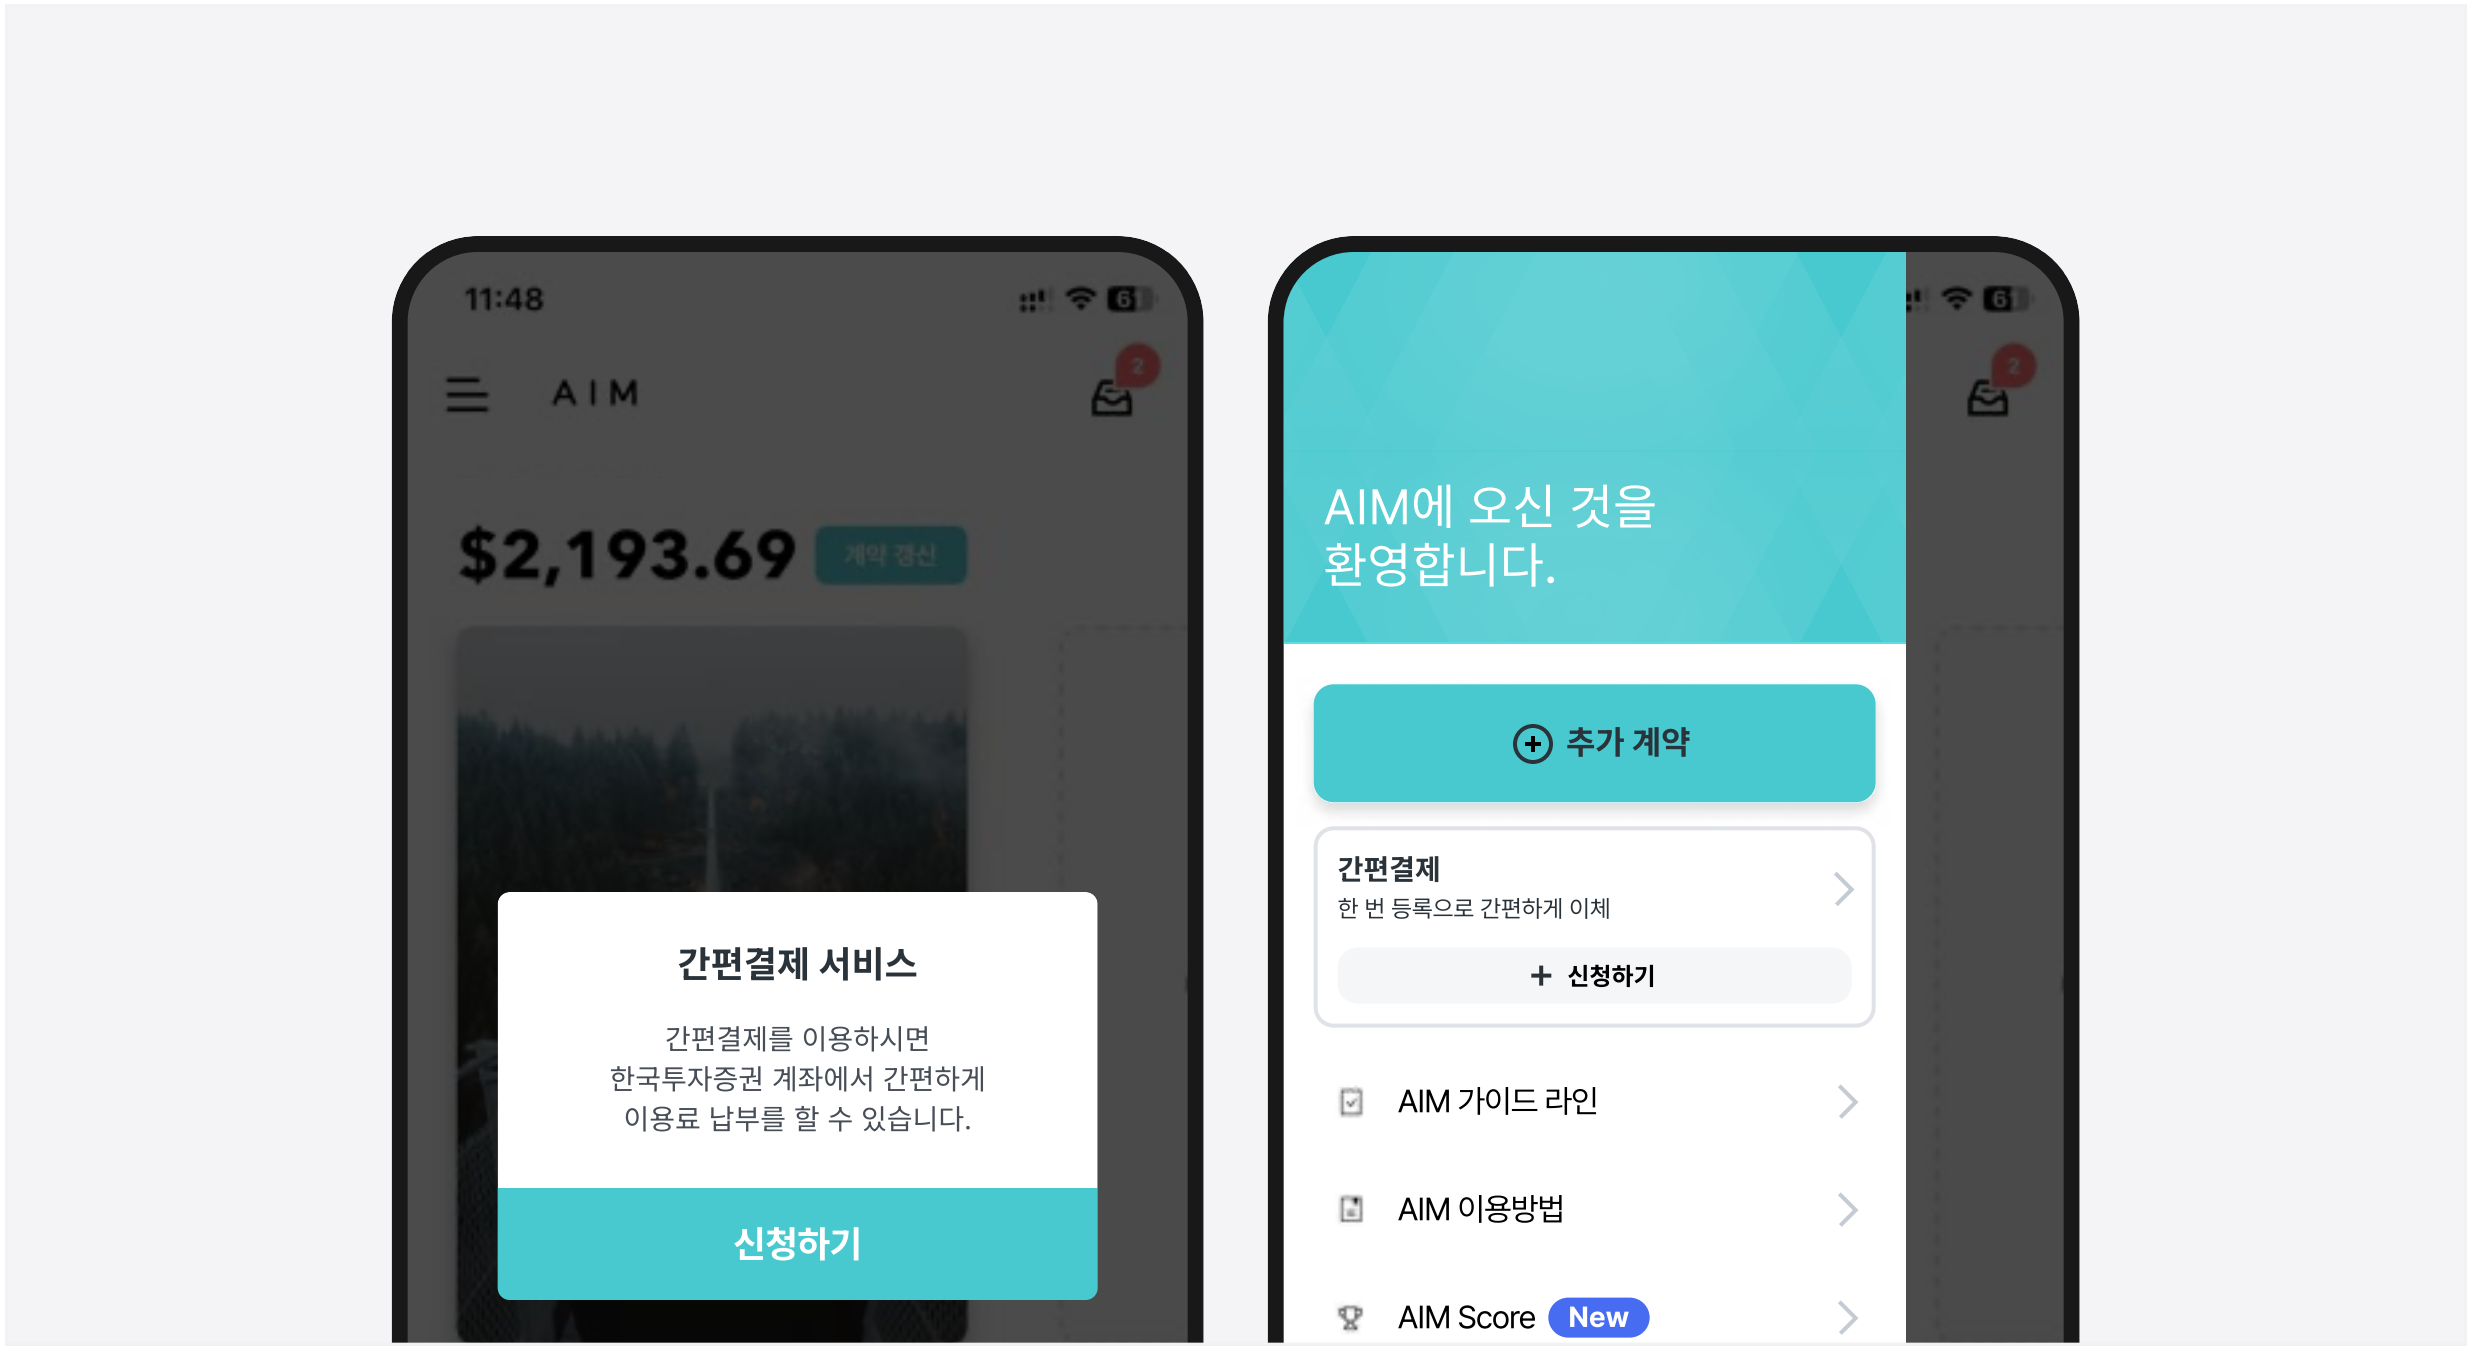 11:48
61
AIM
2
$2,193.69
계약 갱신
간편결제 서비스
간편결제를 이용하시면
한국투자증권 계좌에서 간편하게
이용료 납부를 할 수 있습니다.
신청하기
61
2
AIM에 오신 것을
환영합니다.
추가 계약
간편결제
한 번 등록으로 간편하게 이체
+ 신청하기
AIM 가이드 라인
AIM 이용방법
AIM Score New